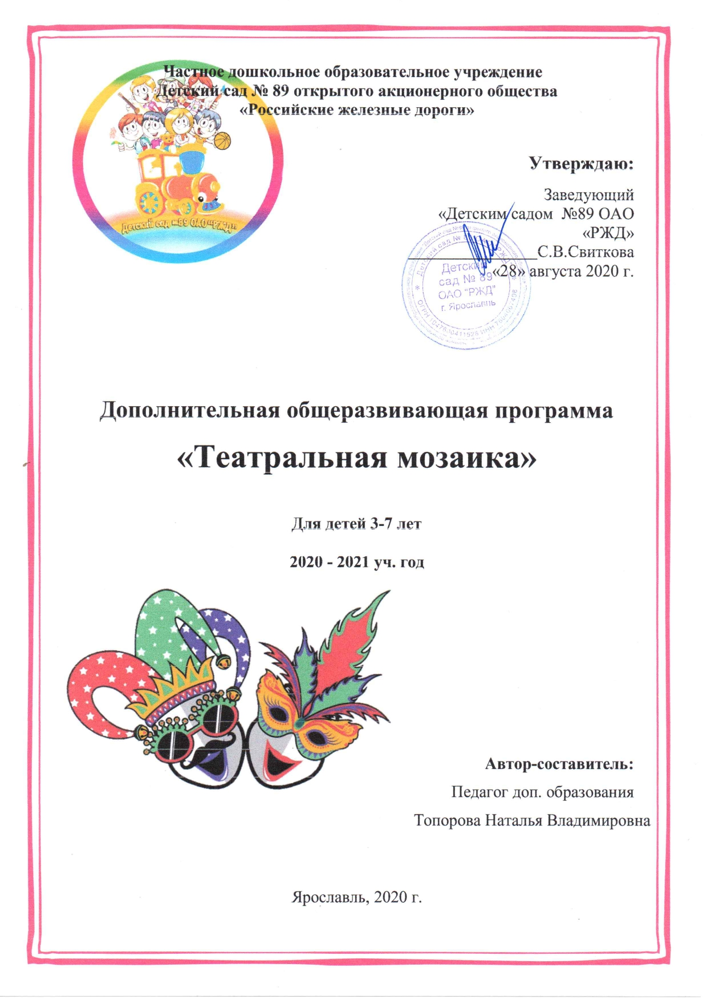 Частное дошкольное образовательное учреждение
Детский сад № 89 открытого акционерного общества
«Российские железные дороги»
Детский сад №89 ОАО "РЖД"
Утверждаю:
Заведующий
«Детским садом №89 ОАО
«РЖД»
С.В.Свиткова
«28» августа 2020 г.
Детский
сад № 89
ОАО "РЖД"
г. Ярославль
Дополнительная общеразвивающая программа
«Театральная мозаика»
Для детей 3-7 лет
2020 - 2021 уч. год
Автор-составитель:
Педагог доп. образования
Топорова Наталья Владимировна
Ярославль, 2020 г.